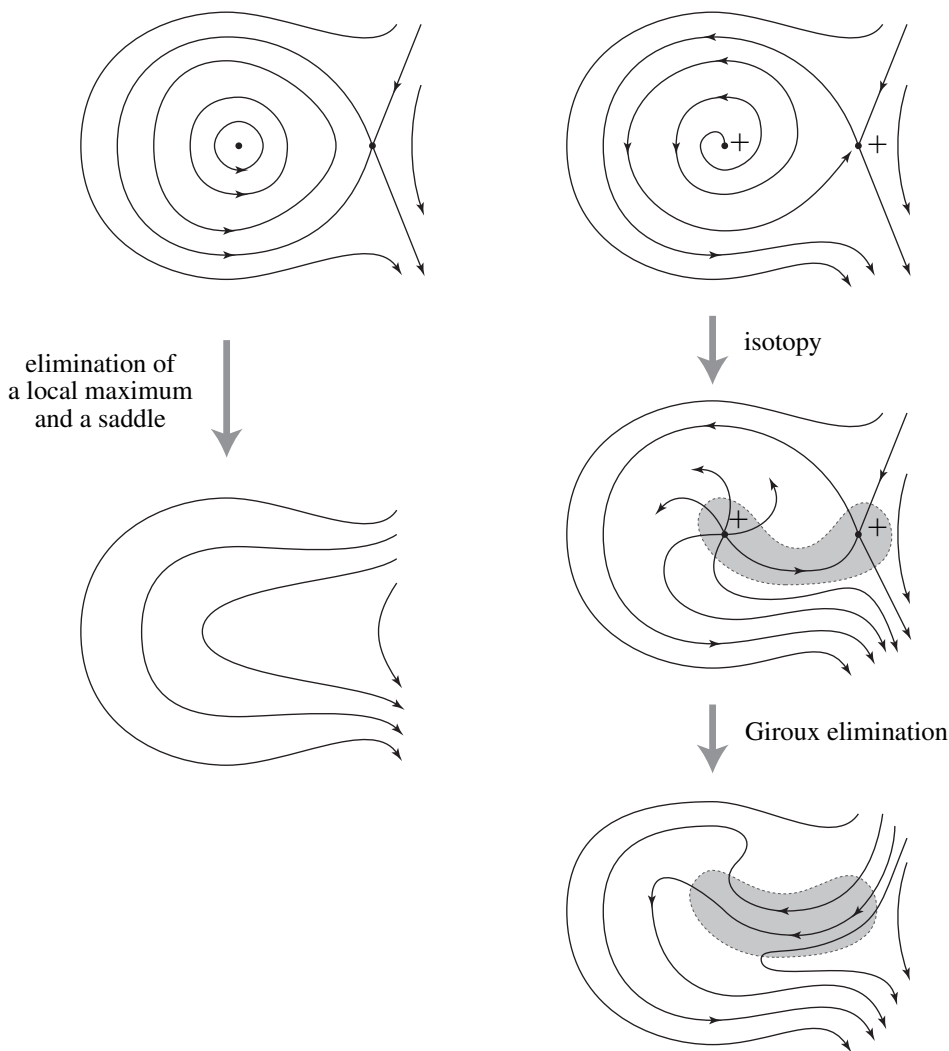 +
+
elimination of
a local maximum
and a saddle
isotopy
+
+
Giroux elimination